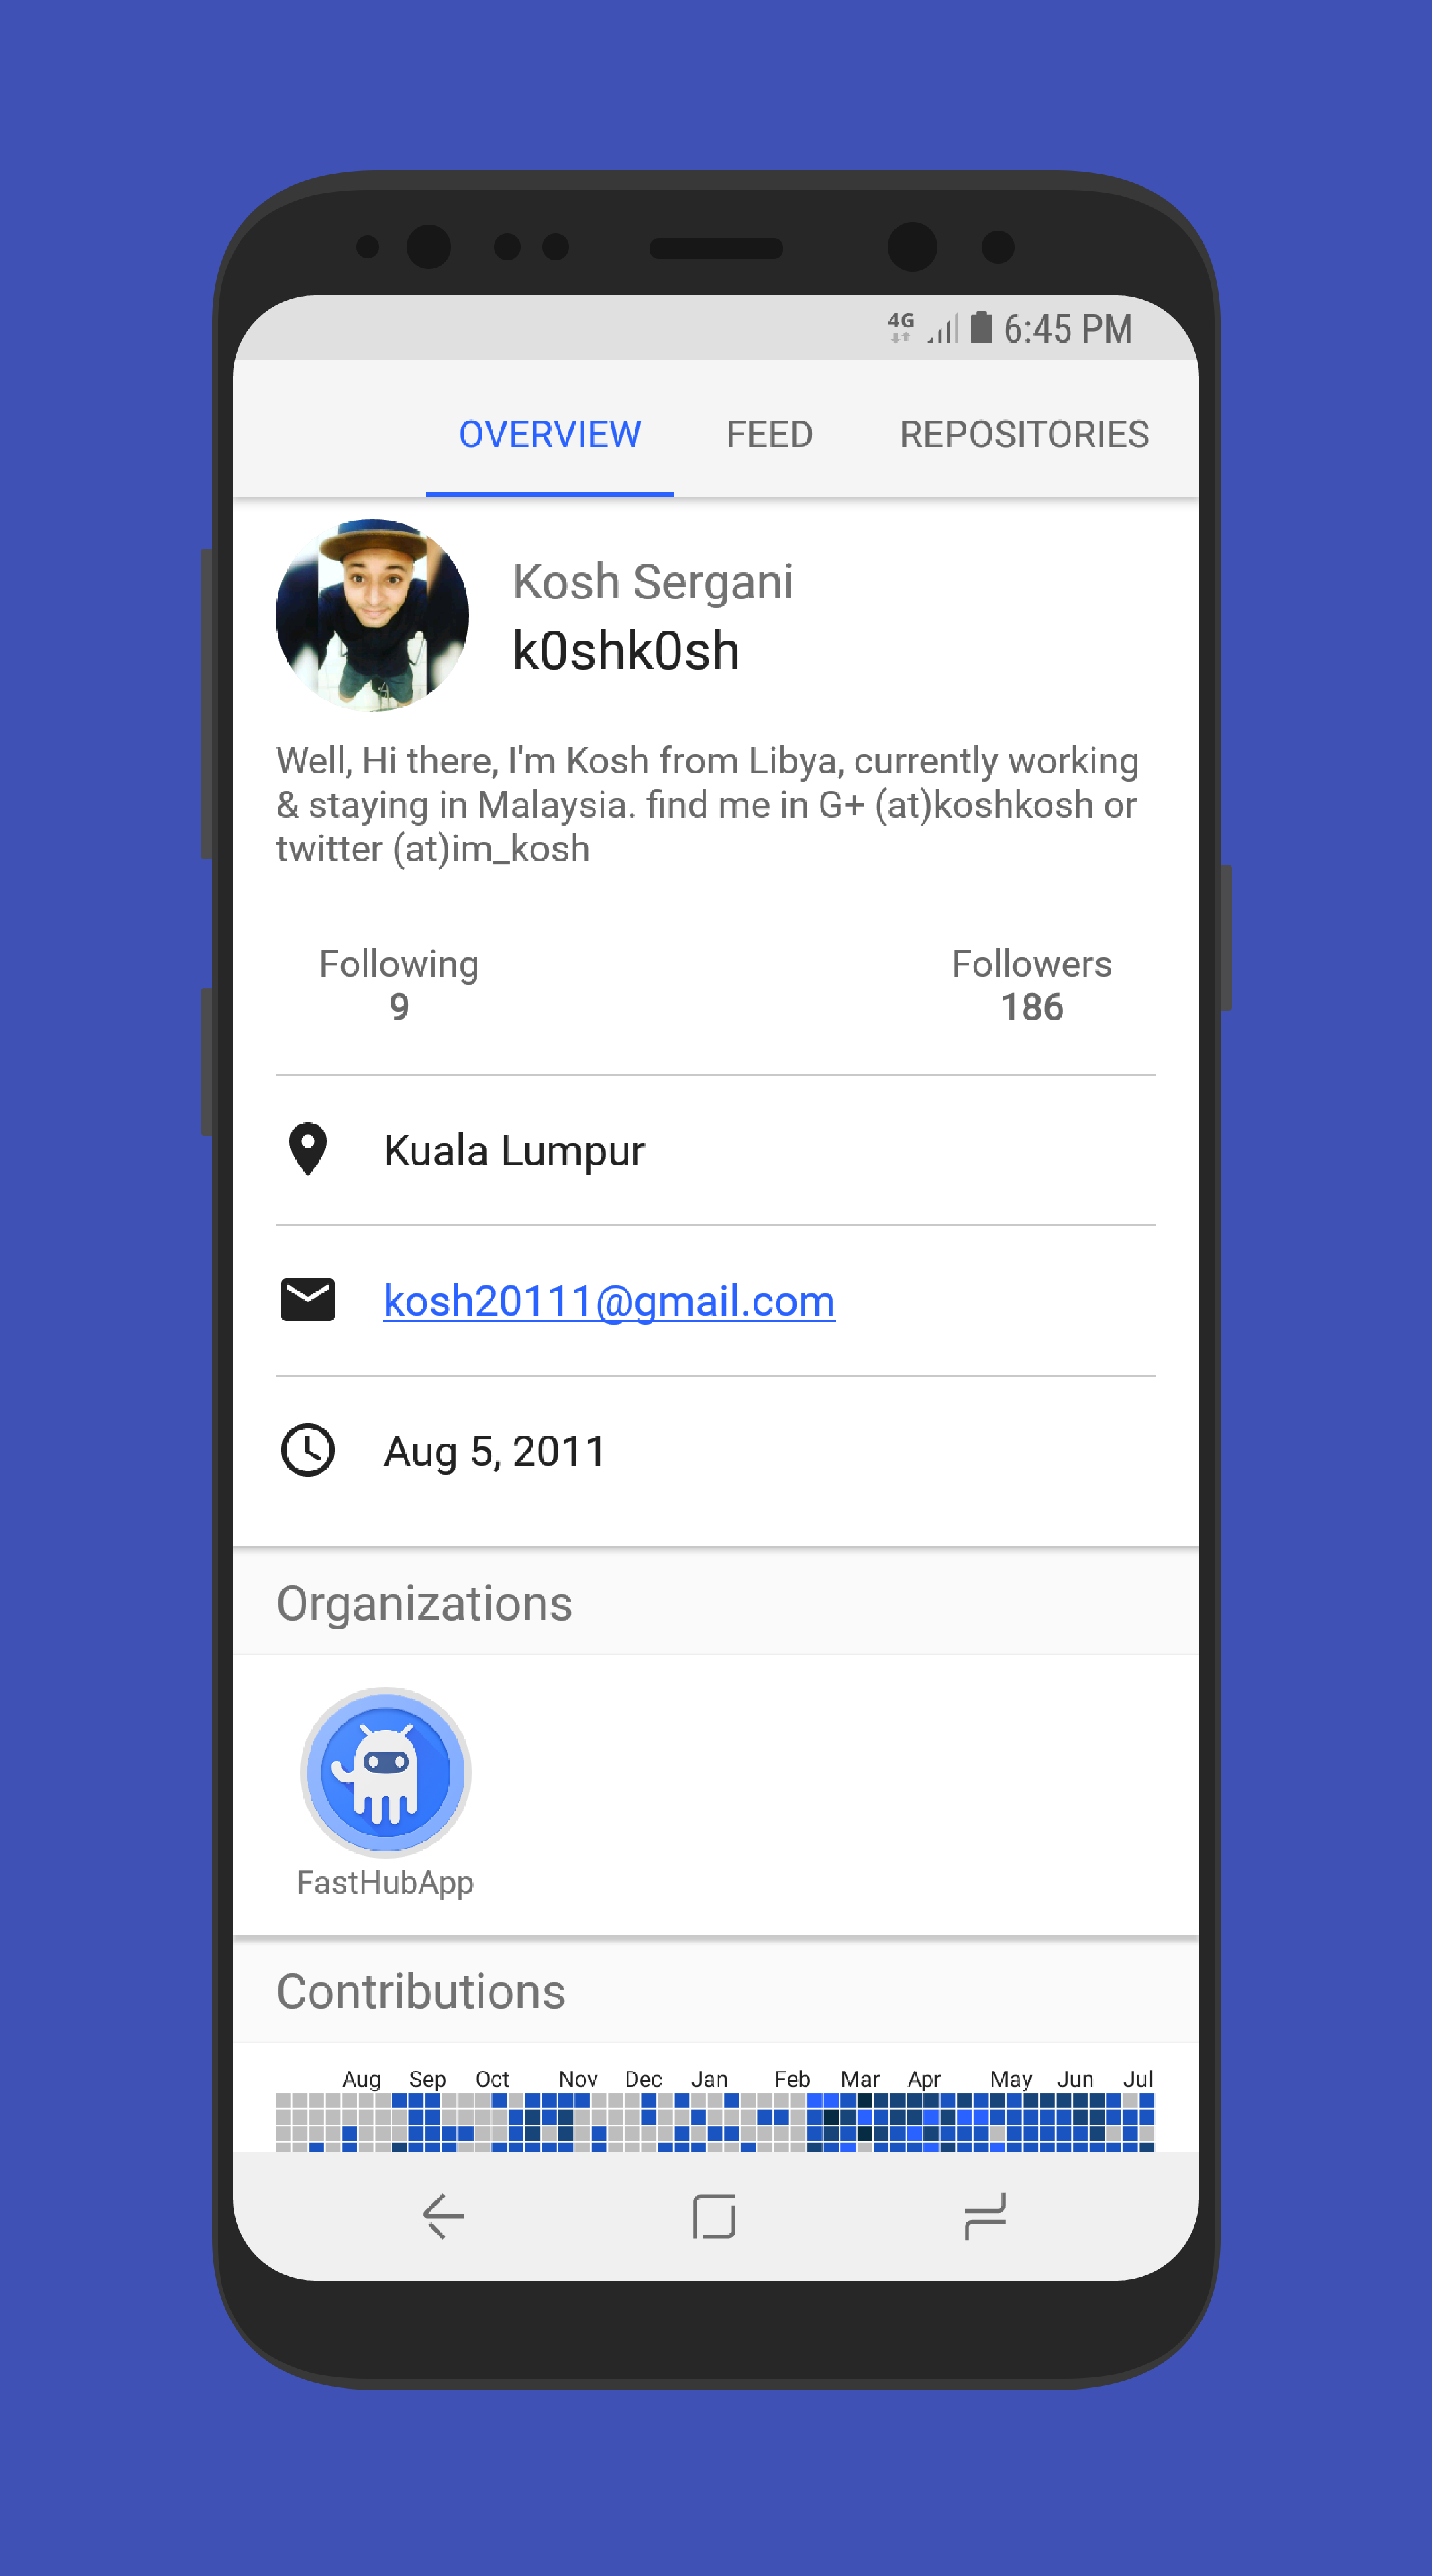 4G 6:45 PM
OVERVIEW FEED REPOSITORIES
Kosh Sergani
k0shk0sh
Well, Hi there, I'm Kosh from Libya, currently working
& staying in Malaysia. find me in G+ (at)koshkosh or
twitter (at)im_kosh
Following Followers
9 186
Kuala Lumpur
kosh20111@gmail.com
Aug 5, 2011
Organizations
FastHubApp
Contributions
Aug Sep Oct Nov Dec Jan Feb Mar Apr May Jun Jul